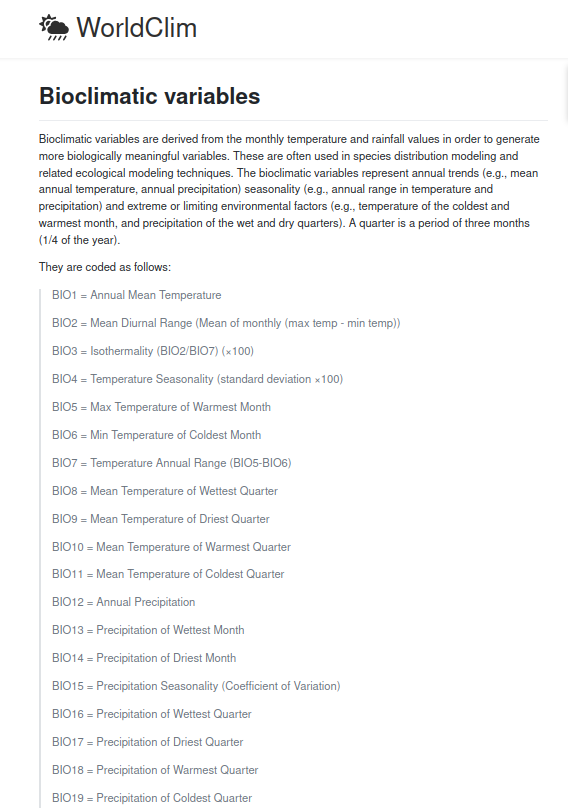 WorldClim
Bioclimatic variables
Bioclimatic variables are derived from the monthly temperature and rainfall values in order to generate
more biologically meaningful variables. These are often used in species distribution modeling and
related ecological modeling techniques. The bioclimatic variables represent annual trends (e.g., mean
annual temperature, annual precipitation) seasonality (e.g., annual range in temperature and
precipitation) and extreme or limiting environmental factors (e.g., temperature of the coldest and
warmest month, and precipitation of the wet and dry quarters). A quarter is a period of three months
(1/4 of the year).
They are coded as follows:
BIO1 = Annual Mean Temperature
BIO2 = Mean Diurnal Range (Mean of monthly (max temp - min temp))
BIO3 = Isothermality (BIO2/BIO7) (×100)
BIO4 = Temperature Seasonality (standard deviation ×100)
BIO5 = Max Temperature of Warmest Month
BIO6 = Min Temperature of Coldest Month
BIO7 = Temperature Annual Range (BIO5-BIO6)
BIO8 = Mean Temperature of Wettest Quarter
BIO9 = Mean Temperature of Driest Quarter
BIO10 = Mean Temperature of Warmest Quarter
BIO11 = Mean Temperature of Coldest Quarter
BIO12 = Annual Precipitation
BIO13 = Precipitation of Wettest Month
BIO14 = Precipitation of Driest Month
BIO15 = Precipitation Seasonality (Coefficient of Variation)
BIO16 = Precipitation of Wettest Quarter
BIO17 = Precipitation of Driest Quarter
BIO18 = Precipitation of Warmest Quarter
BIO19 = Precipitation of Coldest Quarter